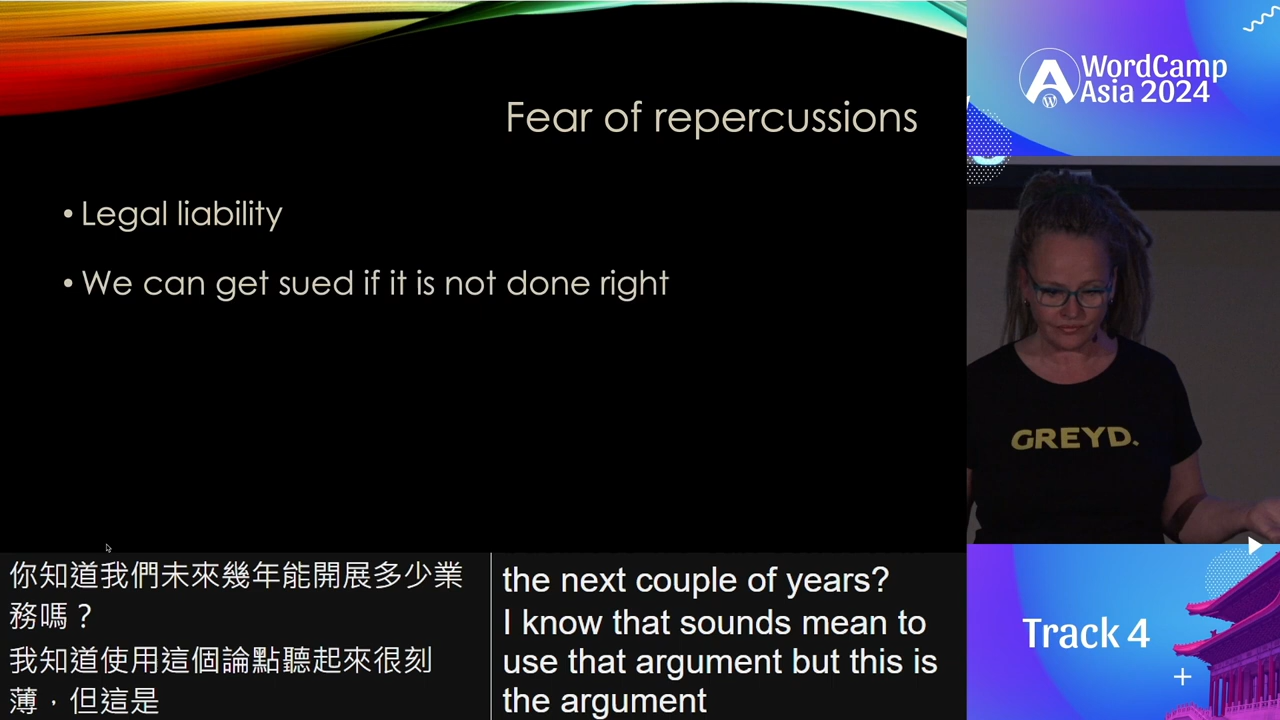 Fear of repercussions
• Legal liability
• We can get sued if it is not done right
WordCamp
Asia 2024
GREYD.
Track 4
你知道我們未來幾年能開展多少業
務嗎？
我知道使用這個論點聽起來很刻
薄，但這是
the next couple of years?
I know that sounds mean to
use that argument but this is
the argument